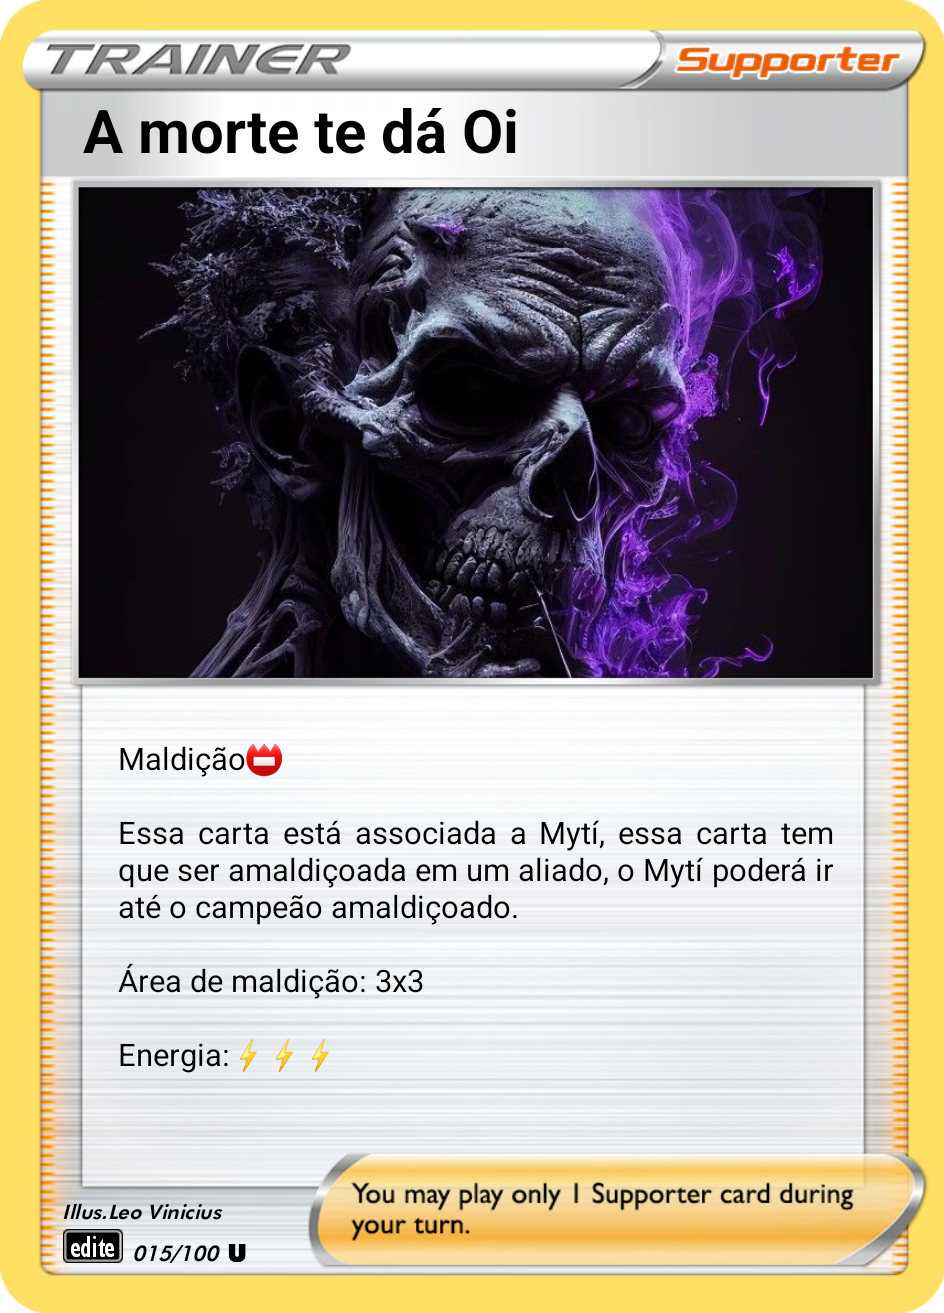 TRAINER
Supporter
A morte te dá Oi
Maldição📛
Essa carta está associada a Mytí, essa carta tem
que ser amaldiçoada em um aliado, o Mytí poderá ir
até o campeão amaldiçoado.
Área de maldição: 3x3
Energia:⚡⚡⚡
You may play only 1 Supporter card during
your turn.
Illus.Leo Vinicius
edite 015/100 U